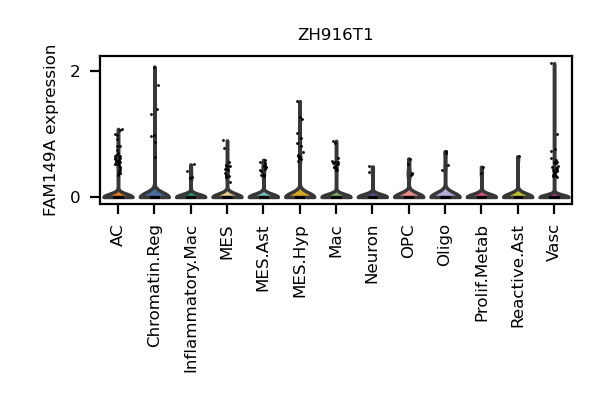 ZH916T1
FAM149A expression
2
0
AC
Chromatin.Reg
Inflammatory.Mac
MES
MES.Ast
MES.Hyp
Mac
Neuron
OPC
Oligo
Prolif.Metab
Reactive.Ast
Vasc